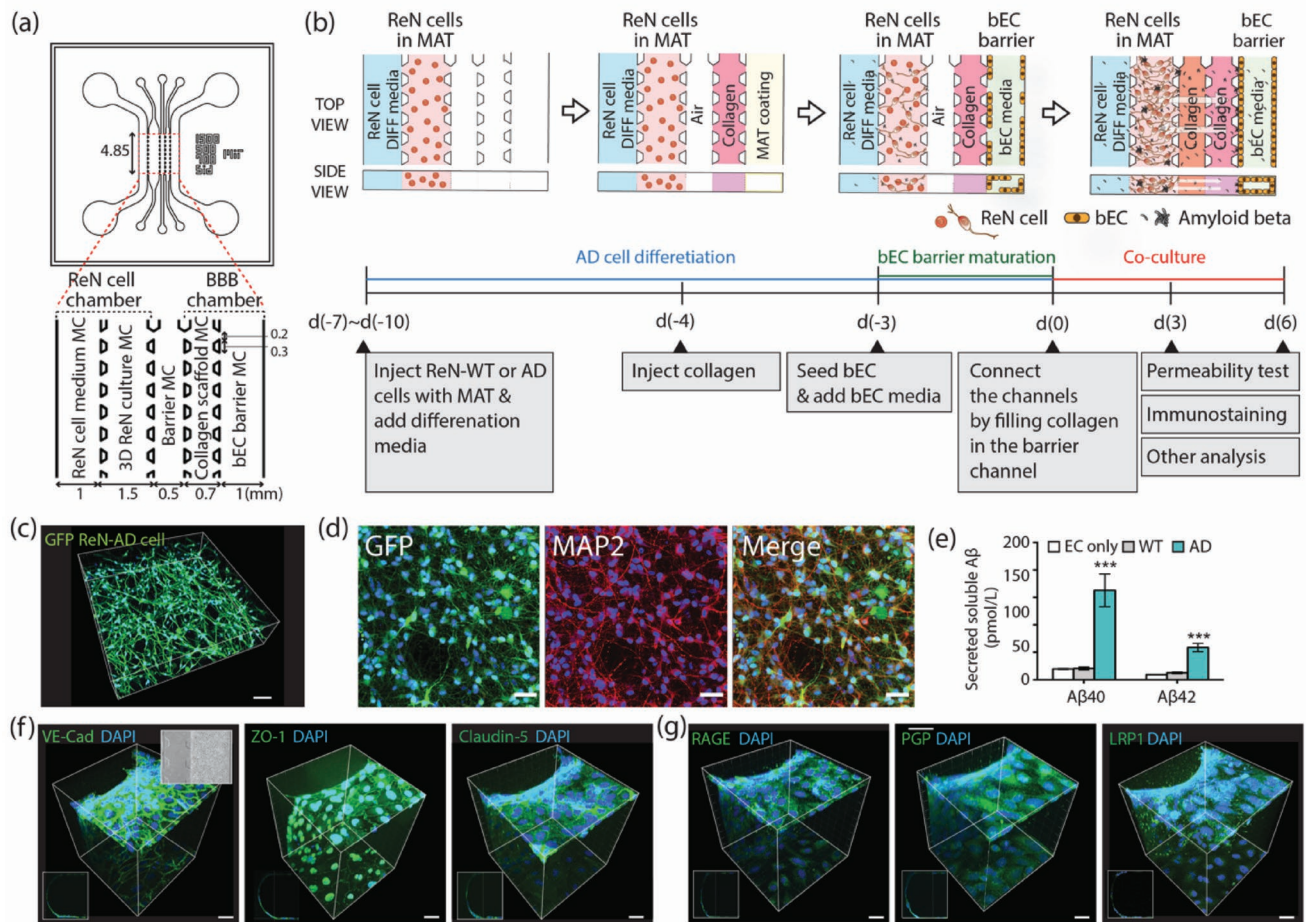 (a)
4.85
MIT
ReN cell
chamber
BBB
chamber
ReN cell medium MC
3D ReN culture MC
Barrier MC
Collagen scaffold MC
bEC barrier MC
0.2
0.3
1
1.5
0.5
0.7
1(mm)
(b)
ReN cells
in MAT
ReN cells
in MAT
ReN cells
in MAT
bEC
barrier
ReN cells
in MAT
bEC
barrier
TOP
VIEW
SIDE
VIEW
ReN cell
DIFF media
ReN cell
DIFF media
Air
Collagen
MAT coating
ReN cell
DIFF media
Air
Collagen
bEC media
ReN cell
DIFF media
Collagen
Collagen
bEC media
ReN cell
bEC
Amyloid beta
AD cell differetiation
bEC barrier maturation
Co-culture
d(-7)~d(-10)
d(-4)
d(-3)
d(0)
d(3)
d(6)
Inject ReN-WT or AD
cells with MAT &
add differenation
media
Inject collagen
Seed bEC
& add bEC media
Connect
the channels
by filling collagen
in the barrier
channel
Permeability test
Immunostaining
Other analysis
(c)
GFP ReN-AD cell
(d)
GFP
MAP2
Merge
(e)
EC only
WT
AD
Secreted soluble Aβ
(pmol/L)
200
150
100
50
0
***
***
Aβ40
Aβ42
(f)
VE-Cad DAPI
ZO-1 DAPI
Claudin-5 DAPI
(g)
RAGE DAPI
PGP DAPI
LRP1 DAPI